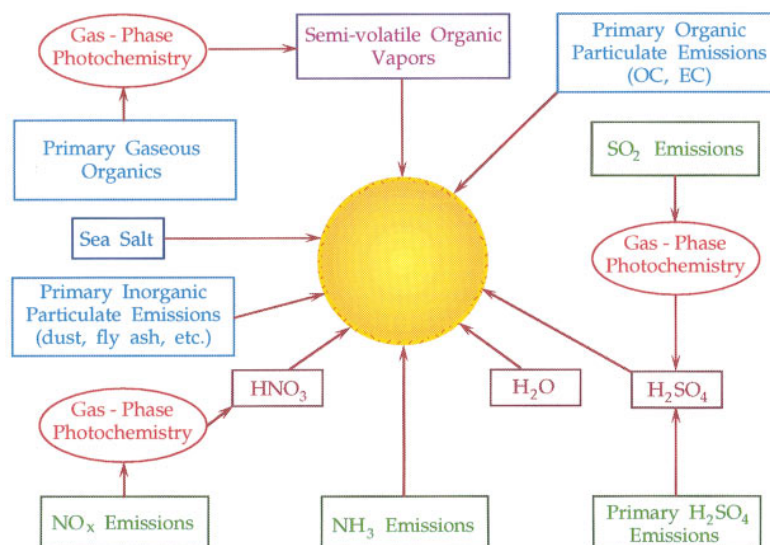 Gas - Phase
Photochemistry
Semi-volatile Organic
Vapors
Primary Organic
Particulate Emissions
(OC, EC)
Primary Gaseous
Organics
SO₂ Emissions
Sea Salt
Gas - Phase
Photochemistry
Primary Inorganic
Particulate Emissions
(dust, fly ash, etc.)
HNO₃
H₂O
H₂SO₄
Gas - Phase
Photochemistry
NOₓ Emissions
NH₃ Emissions
Primary H₂SO₄
Emissions